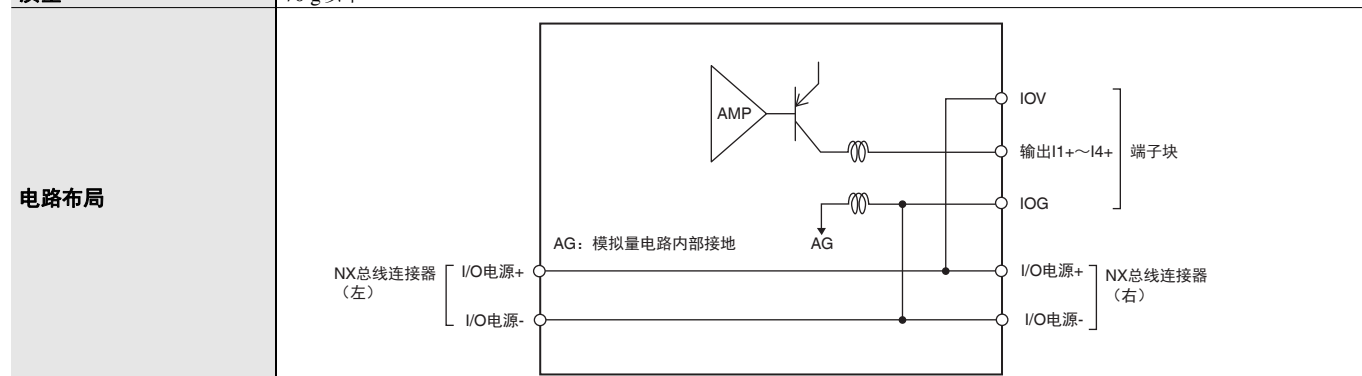 电路布局
AMP
IOV
输出I1+～I4+
端子块
IOG
AG：模拟量电路内部接地
AG
NX总线连接器
（左）
I/O电源+
I/O电源-
I/O电源+
I/O电源-
NX总线连接器
（右）